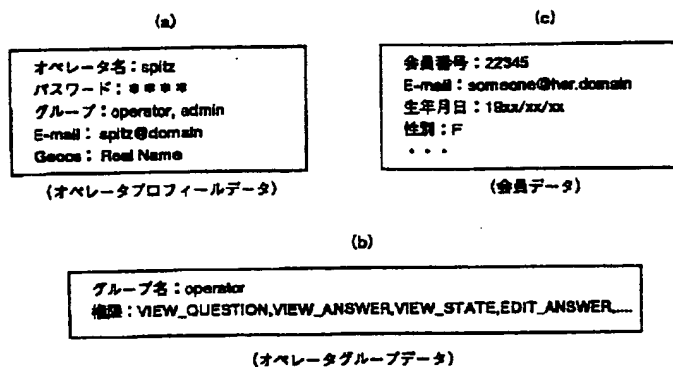 (a)
オペレータ名：spitz
パスワード：＊＊＊＊
グループ：operator, admin
E-mail：spitz@domain
Gecos：Real Name
(オペレータプロフィールデータ)
(c)
会員番号：22345
E-mail：someone@her.domain
生年月日：19xx/xx/xx
性別：F
・・・
(会員データ)
(b)
グループ名：operator
権限：VIEW_QUESTION,VIEW_ANSWER,VIEW_STATE,EDIT_ANSWER,....
(オペレータグループデータ)